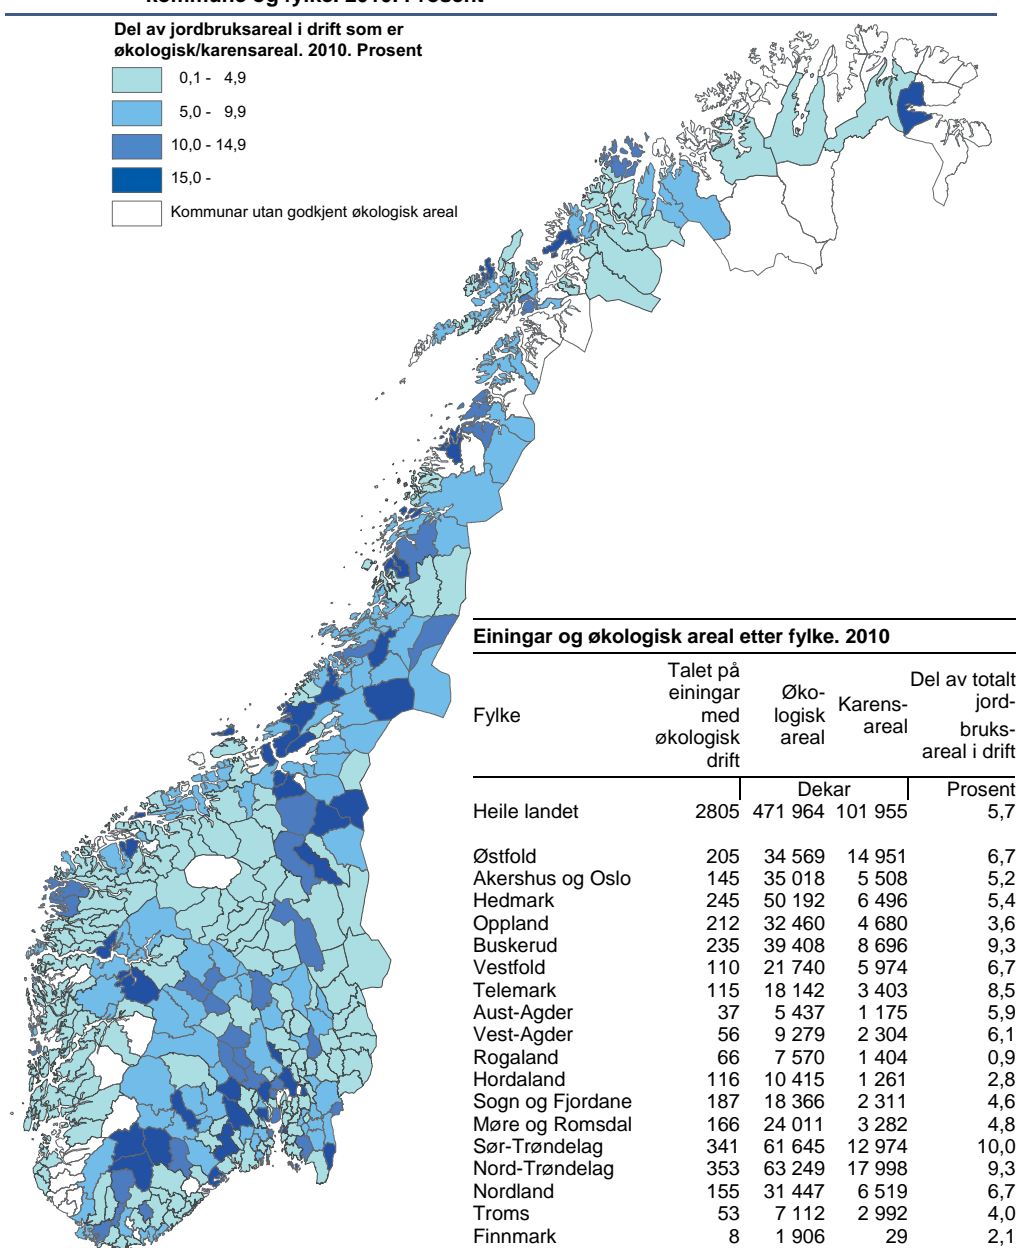 kommune og fylke. 2010. Prosent
Del av jordbruksareal i drift som er
økologisk/karensareal. 2010. Prosent
0,1 - 4,9
5,0 - 9,9
10,0 - 14,9
15,0 -
Kommunar utan godkjent økologisk areal
Einingar og økologisk areal etter fylke. 2010
Fylke
Talet på
einingar
med
økologisk
drift
Øko-
logisk
areal
Karens-
areal
Del av totalt
jord-
bruks-
areal i drift
Dekar Prosent
Heile landet 2805 471 964 101 955 5,7
Østfold 205 34 569 14 951 6,7
Akershus og Oslo 145 35 018 5 508 5,2
Hedmark 245 50 192 6 496 5,4
Oppland 212 32 460 4 680 3,6
Buskerud 235 39 408 8 696 9,3
Vestfold 110 21 740 5 974 6,7
Telemark 115 18 142 3 403 8,5
Aust-Agder 37 5 437 1 175 5,9
Vest-Agder 56 9 279 2 304 6,1
Rogaland 66 7 570 1 404 0,9
Hordaland 116 10 415 1 261 2,8
Sogn og Fjordane 187 18 366 2 311 4,6
Møre og Romsdal 166 24 011 3 282 4,8
Sør-Trøndelag 341 61 645 12 974 10,0
Nord-Trøndelag 353 63 249 17 998 9,3
Nordland 155 31 447 6 519 6,7
Troms 53 7 112 2 992 4,0
Finnmark 8 1 906 29 2,1